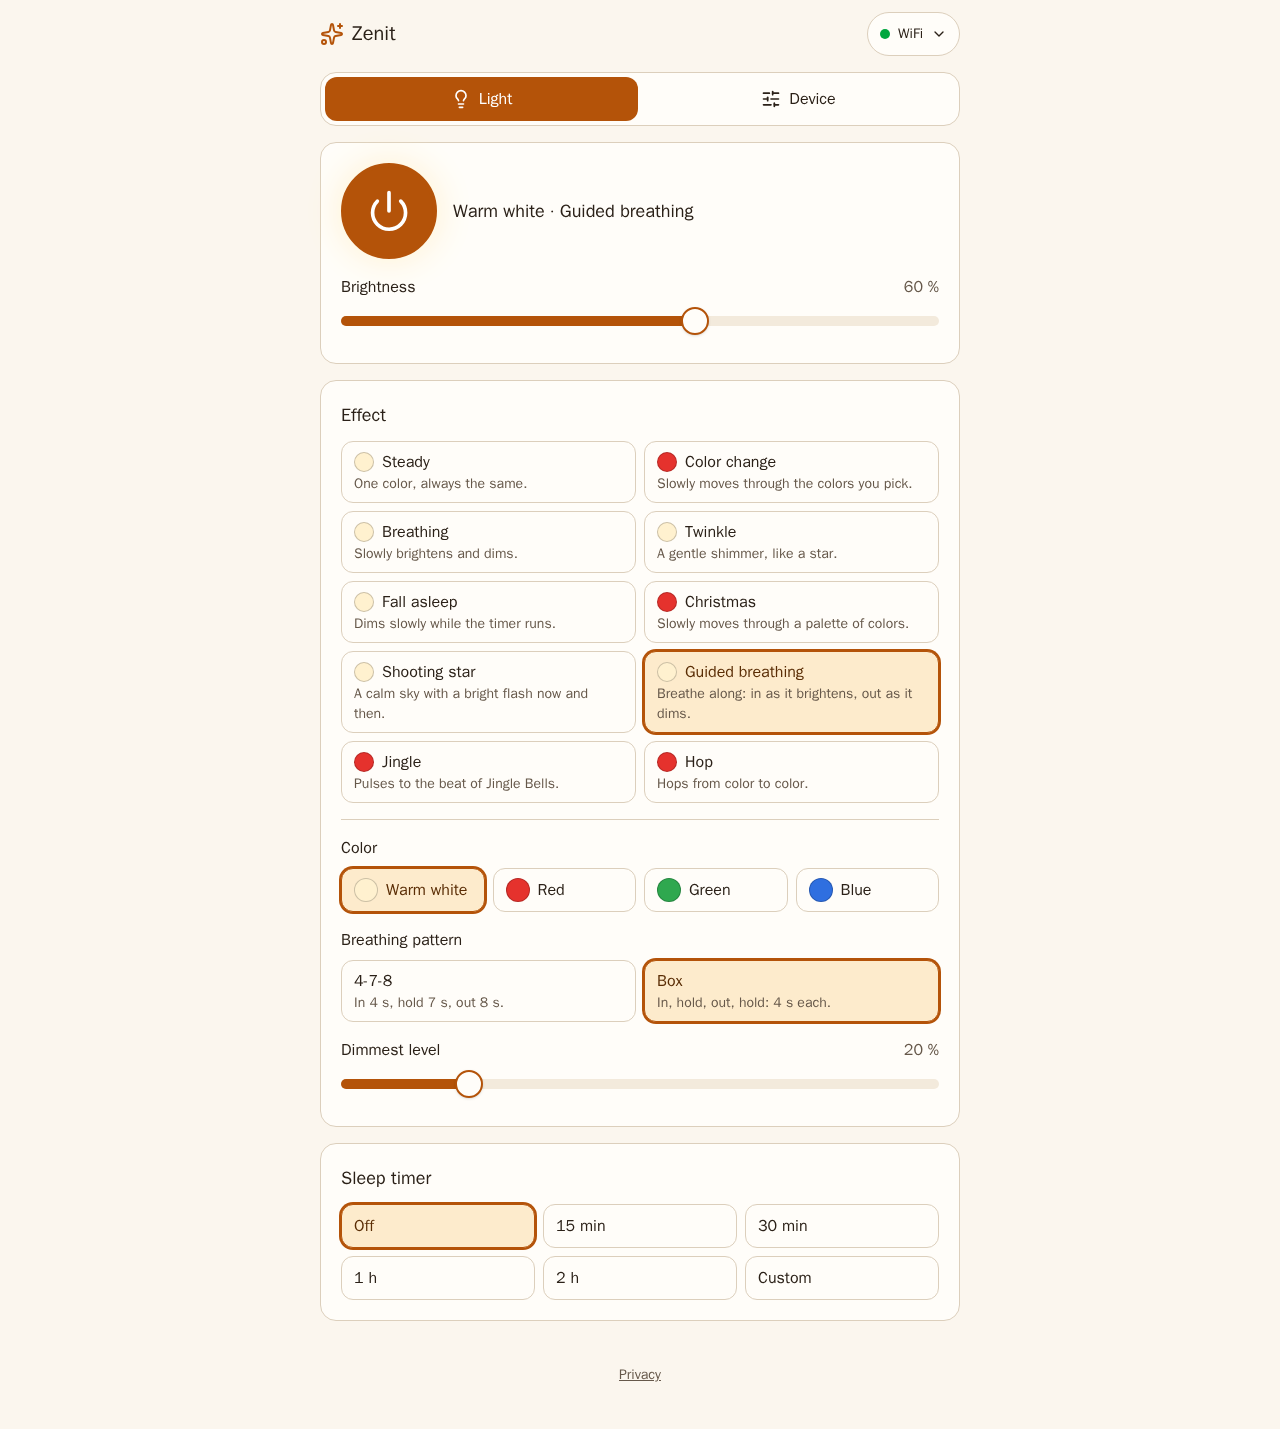 Zenit
WiFi
Light
Device
Warm white · Guided breathing
Brightness
60 %
Effect
Steady
One color, always the same.
Color change
Slowly moves through the colors you pick.
Breathing
Slowly brightens and dims.
Twinkle
A gentle shimmer, like a star.
Fall asleep
Dims slowly while the timer runs.
Christmas
Slowly moves through a palette of colors.
Shooting star
A calm sky with a bright flash now and
then.
Guided breathing
Breathe along: in as it brightens, out as it
dims.
Jingle
Pulses to the beat of Jingle Bells.
Hop
Hops from color to color.
Color
Warm white
Red
Green
Blue
Breathing pattern
4-7-8
In 4 s, hold 7 s, out 8 s.
Box
In, hold, out, hold: 4 s each.
Dimmest level
20 %
Sleep timer
Off
15 min
30 min
1 h
2 h
Custom
Privacy